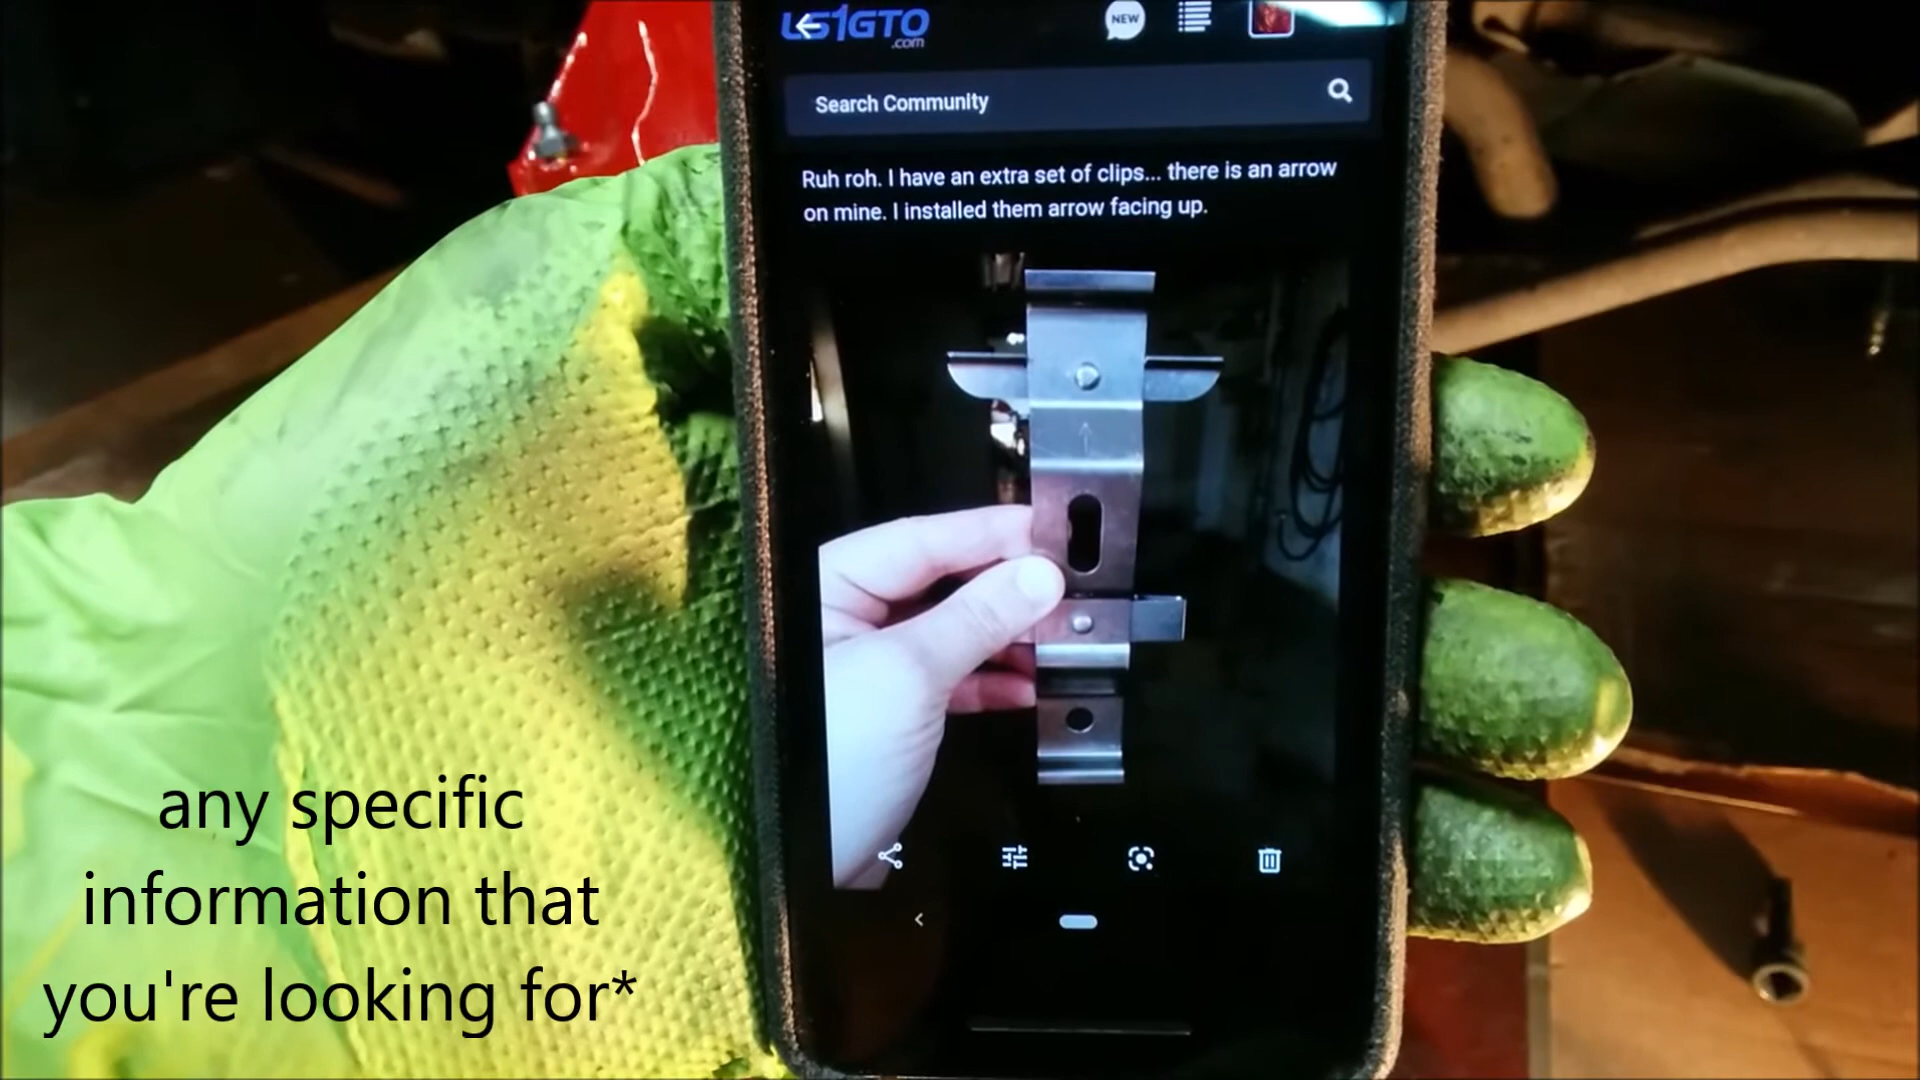 LS1GTO
.com
NEW
Search Community
Ruh roh. I have an extra set of clips... there is an arrow
on mine. I installed them arrow facing up.
any specific
information that
you're looking for*